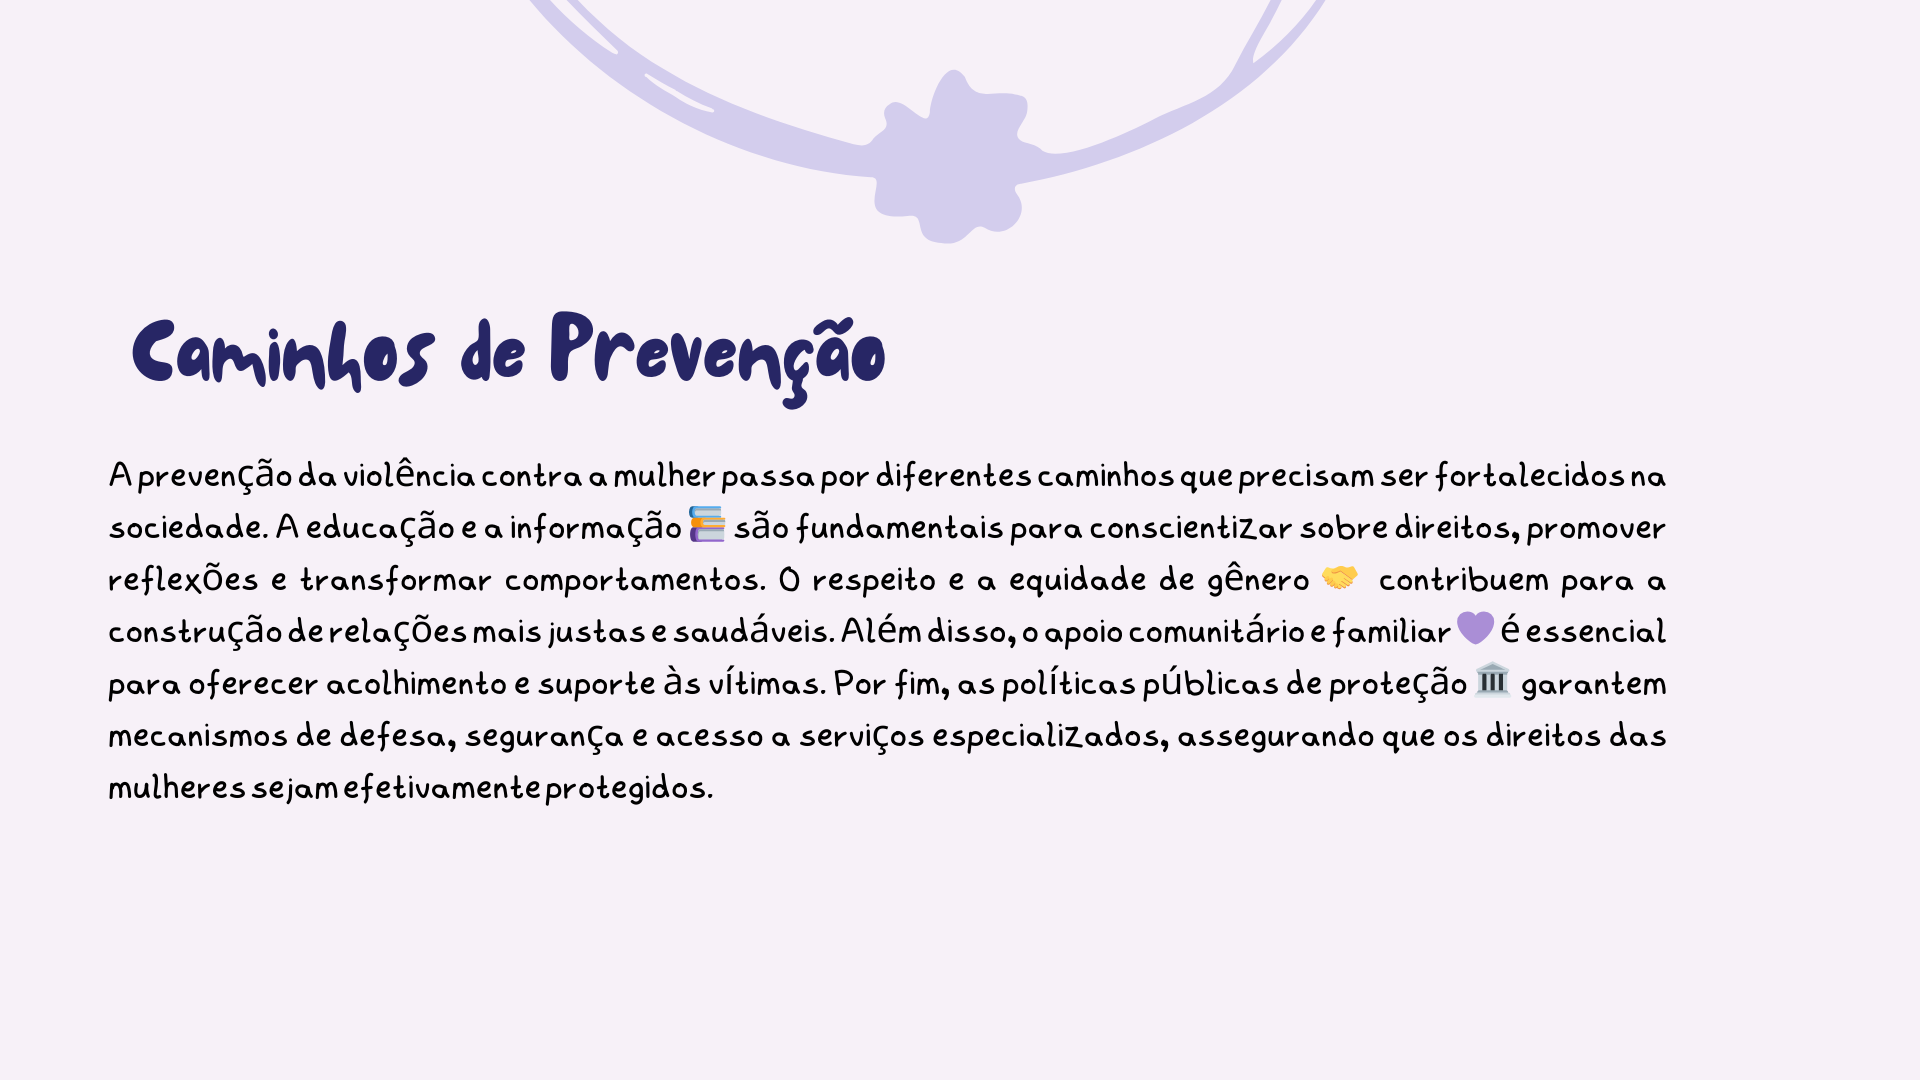 Caminhos de Prevenção
A prevenção da violência contra a mulher passa por diferentes caminhos que precisam ser fortalecidos na
sociedade. A educação e a informação 📚 são fundamentais para conscientizar sobre direitos, promover
reflexões e transformar comportamentos. O respeito e a equidade de gênero 🤝 contribuem para a
construção de relações mais justas e saudáveis. Além disso, o apoio comunitário e familiar 💜 é essencial
para oferecer acolhimento e suporte às vítimas. Por fim, as políticas públicas de proteção 🏛️ garantem
mecanismos de defesa, segurança e acesso a serviços especializados, assegurando que os direitos das
mulheres sejam efetivamente protegidos.